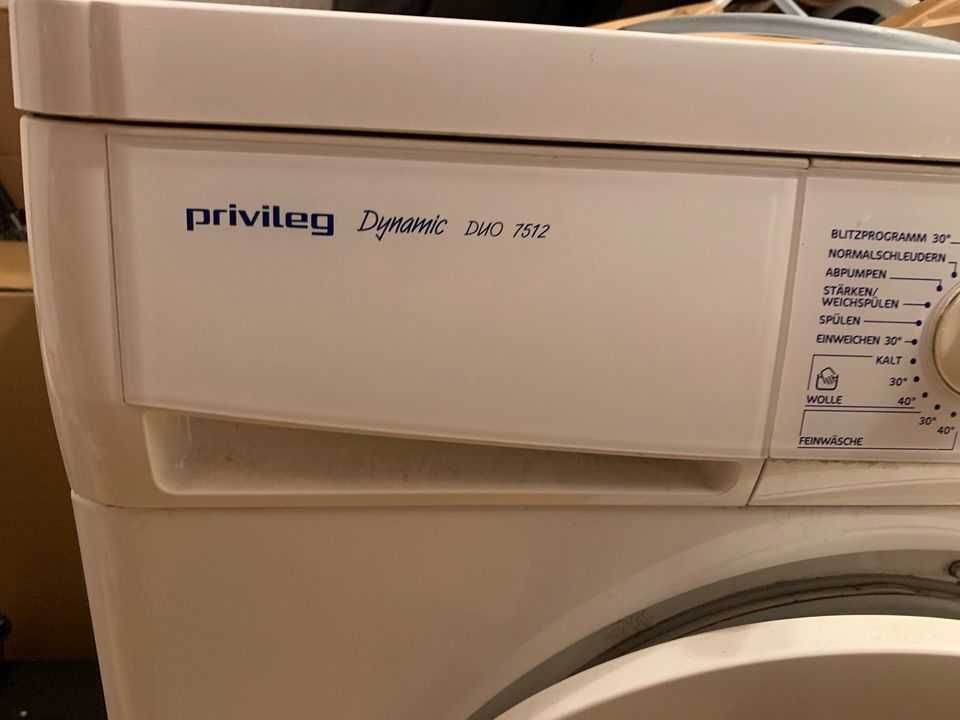 privileg Dynamic DUO 7512
BLITZPROGRAMM 30°
NORMALSCHLEUDERN
ABPUMPEN
STÄRKEN/
WEICHSPÜLEN
SPÜLEN
EINWEICHEN 30°
KALT
30°
WOLLE 40°
30°
40°
FEINWÄSCHE